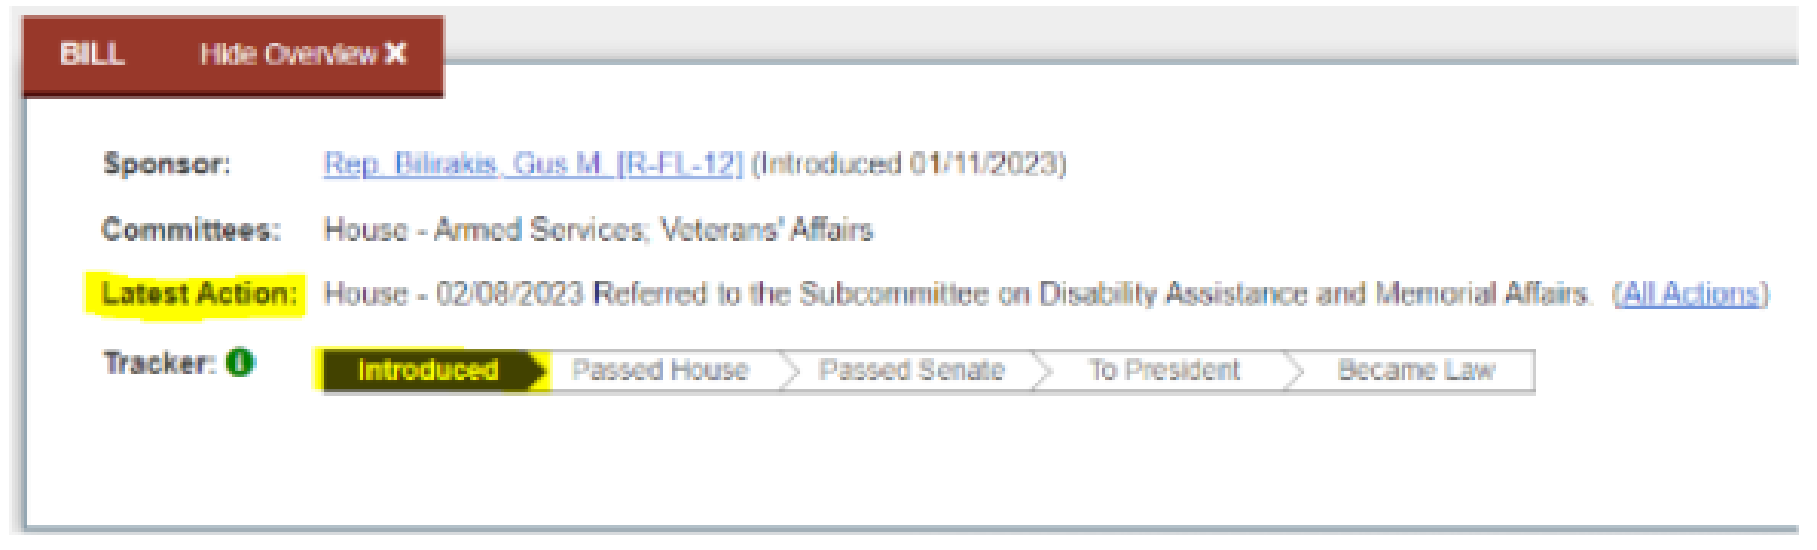 BILL Hide Overview ✕
Sponsor: Rep. Bilirakis, Gus M. [R-FL-12] (Introduced 01/11/2023)
Committees: House - Armed Services; Veterans' Affairs
Latest Action: House - 02/08/2023 Referred to the Subcommittee on Disability Assistance and Memorial Affairs. (All Actions)
Tracker: i Introduced Passed House Passed Senate To President Became Law